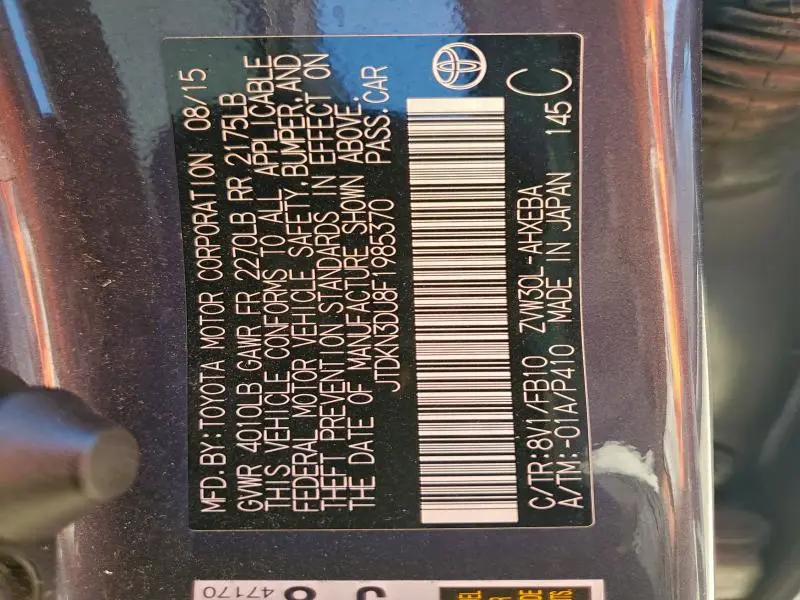 MFD.BY:TOYOTA MOTOR CORPORATION 08/15
GVWR 4010LB GAWR FR 2270LB RR 2175LB
THIS VEHICLE CONFORMS TO ALL APPLICABLE
FEDERAL MOTOR VEHICLE SAFETY,BUMPER,AND
THEFT PREVENTION STANDARDS IN EFFECT ON
THE DATE OF MANUFACTURE SHOWN ABOVE.
JTDKN3DU8F1985370 PASS.CAR
C/TR:8V1/FB10 ZVW30L-AHXEBA
A/TM:-01A/P410 MADE IN JAPAN 145 C
47170